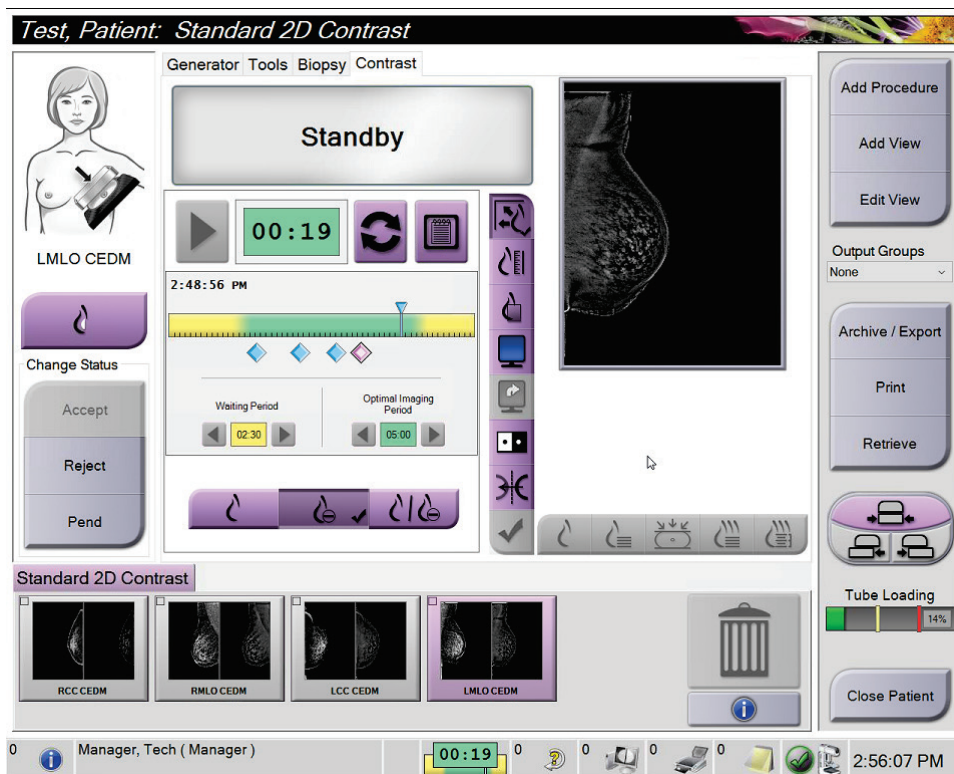 Test, Patient: Standard 2D Contrast
Generator Tools Biopsy Contrast
Standby
LMLO CEDM
00:19
2:48:56 PM
Waiting Period
02:30
Optimal Imaging
Period
05:00
Change Status
Accept
Reject
Pend
Add Procedure
Add View
Edit View
Output Groups
None
Archive / Export
Print
Retrieve
Tube Loading
14%
Close Patient
Standard 2D Contrast
RCC CEDM
RMLO CEDM
LCC CEDM
LMLO CEDM
0 Manager, Tech ( Manager ) 00:19 0 0 0 0 2:56:07 PM